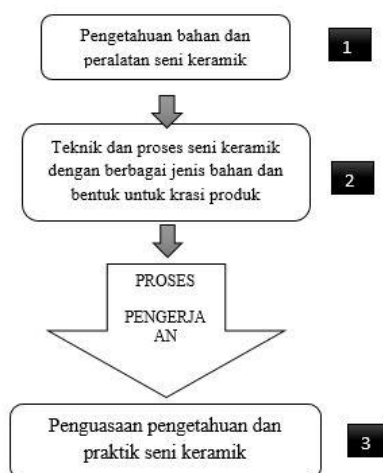 Pengetahuan bahan dan
peralatan seni keramik
1
Teknik dan proses seni keramik
dengan berbagai jenis bahan dan
bentuk untuk krasi produk
2
PROSES
PENGERJA
AN
Penguasaan pengetahuan dan
praktik seni keramik
3